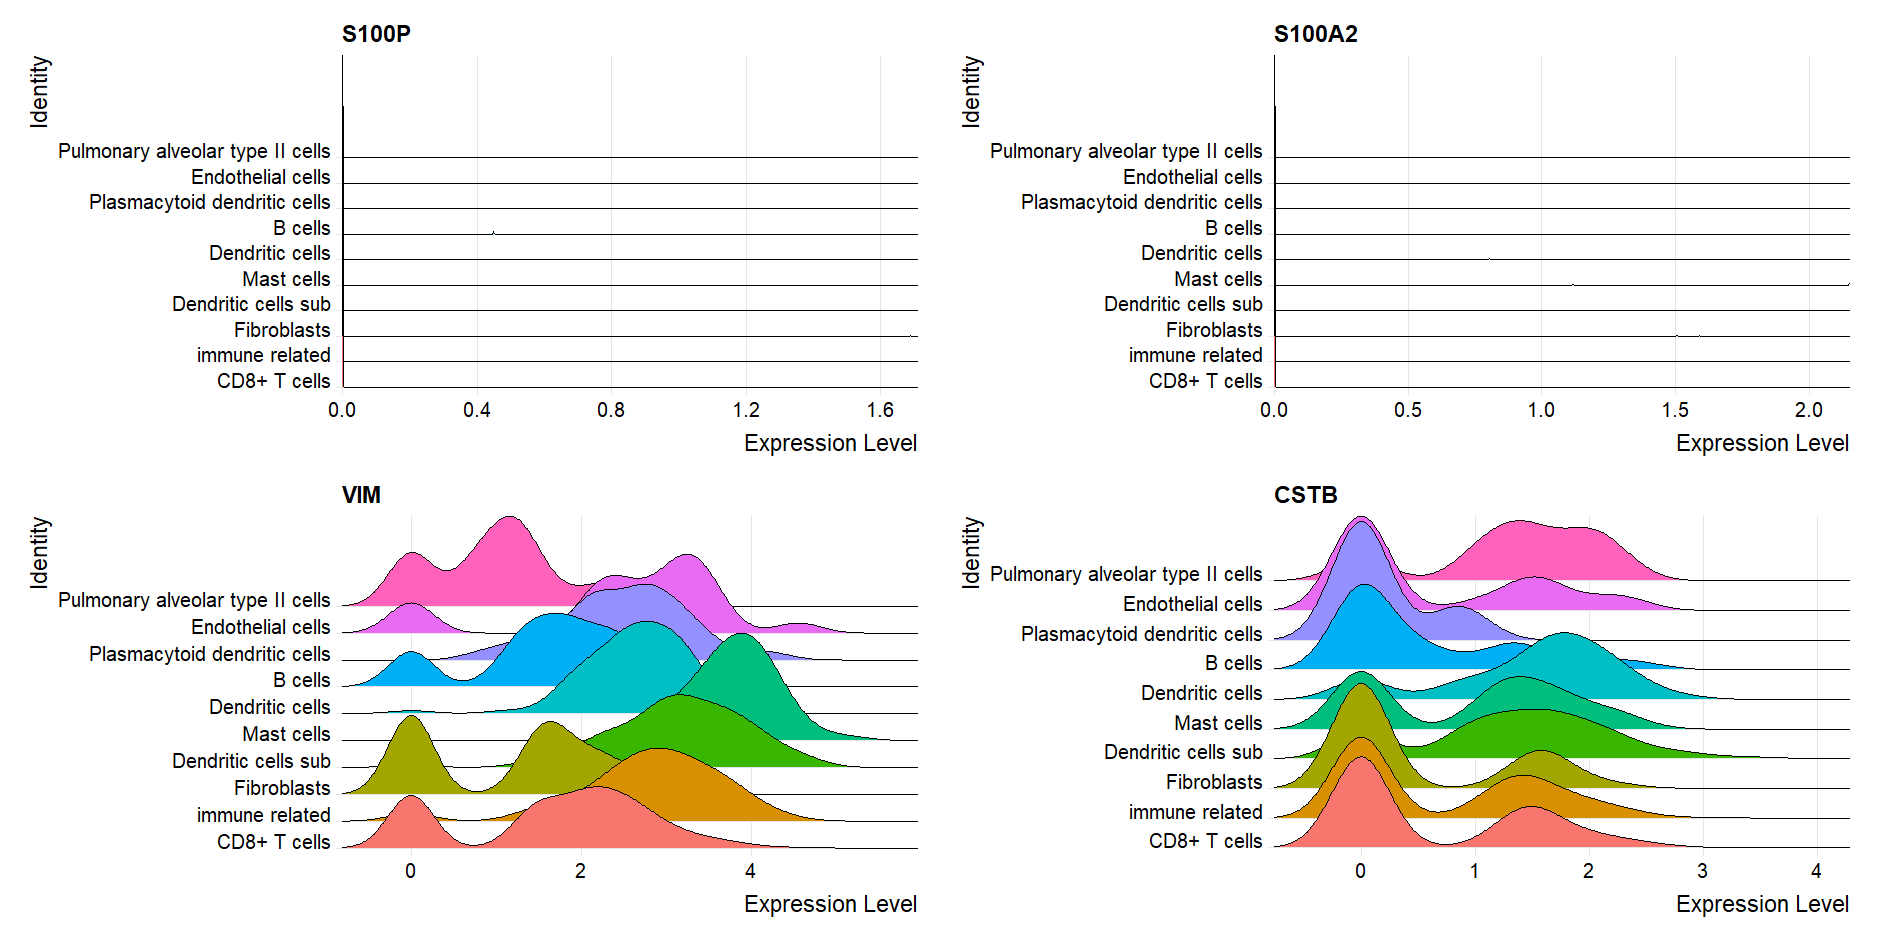 S100P
Identity
Pulmonary alveolar type II cells
Endothelial cells
Plasmacytoid dendritic cells
B cells
Dendritic cells
Mast cells
Dendritic cells sub
Fibroblasts
immune related
CD8+ T cells
0.0 0.4 0.8 1.2 1.6
Expression Level
S100A2
Identity
Pulmonary alveolar type II cells
Endothelial cells
Plasmacytoid dendritic cells
B cells
Dendritic cells
Mast cells
Dendritic cells sub
Fibroblasts
immune related
CD8+ T cells
0.0 0.5 1.0 1.5 2.0
Expression Level
VIM
Identity
Pulmonary alveolar type II cells
Endothelial cells
Plasmacytoid dendritic cells
B cells
Dendritic cells
Mast cells
Dendritic cells sub
Fibroblasts
immune related
CD8+ T cells
0 2 4
Expression Level
CSTB
Identity
Pulmonary alveolar type II cells
Endothelial cells
Plasmacytoid dendritic cells
B cells
Dendritic cells
Mast cells
Dendritic cells sub
Fibroblasts
immune related
CD8+ T cells
0 1 2 3 4
Expression Level